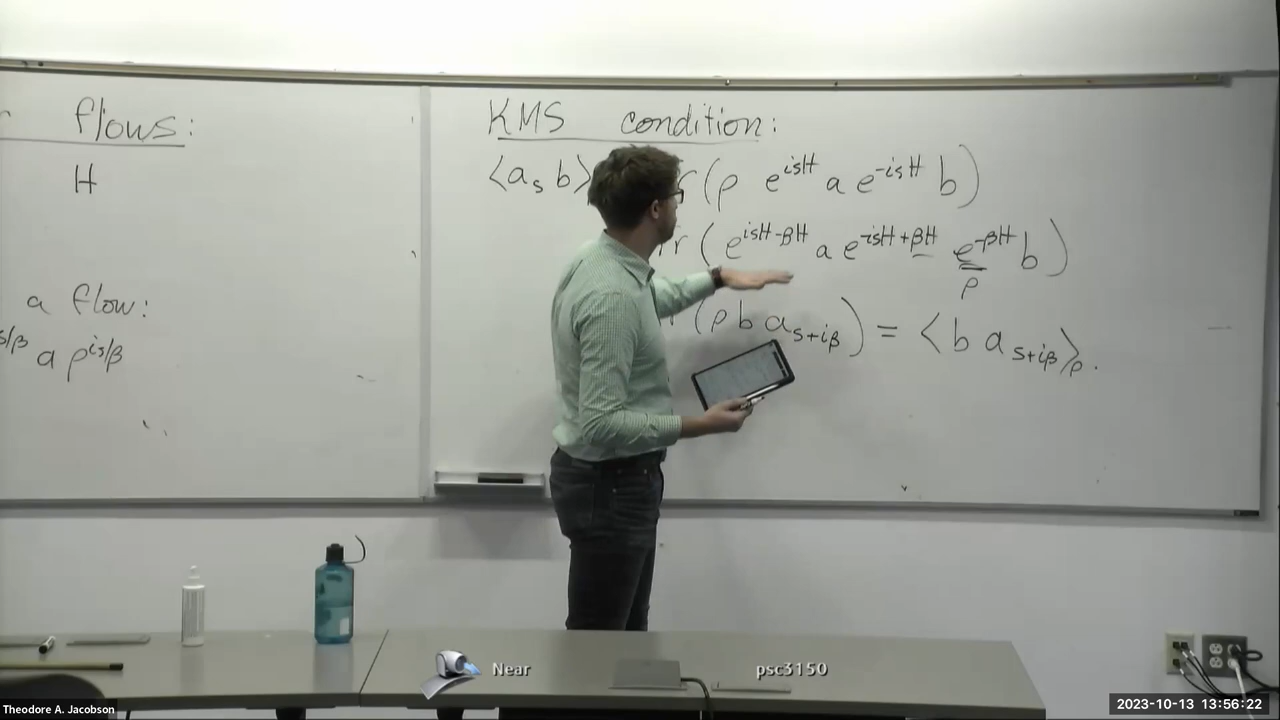 flows:
H
a flow:
a ρ^{is/β}
KMS condition:
⟨a_s b⟩ r(ρ e^{isH} a e^{-isH} b)
r(e^{isH-βH} a e^{-isH+βH} e^{-βH} b)
ρ
(ρ b a_{s+iβ}) = ⟨b a_{s+iβ}⟩_ρ.
Near
psc3150
Theodore A. Jacobson
2023-10-13 13:56:22